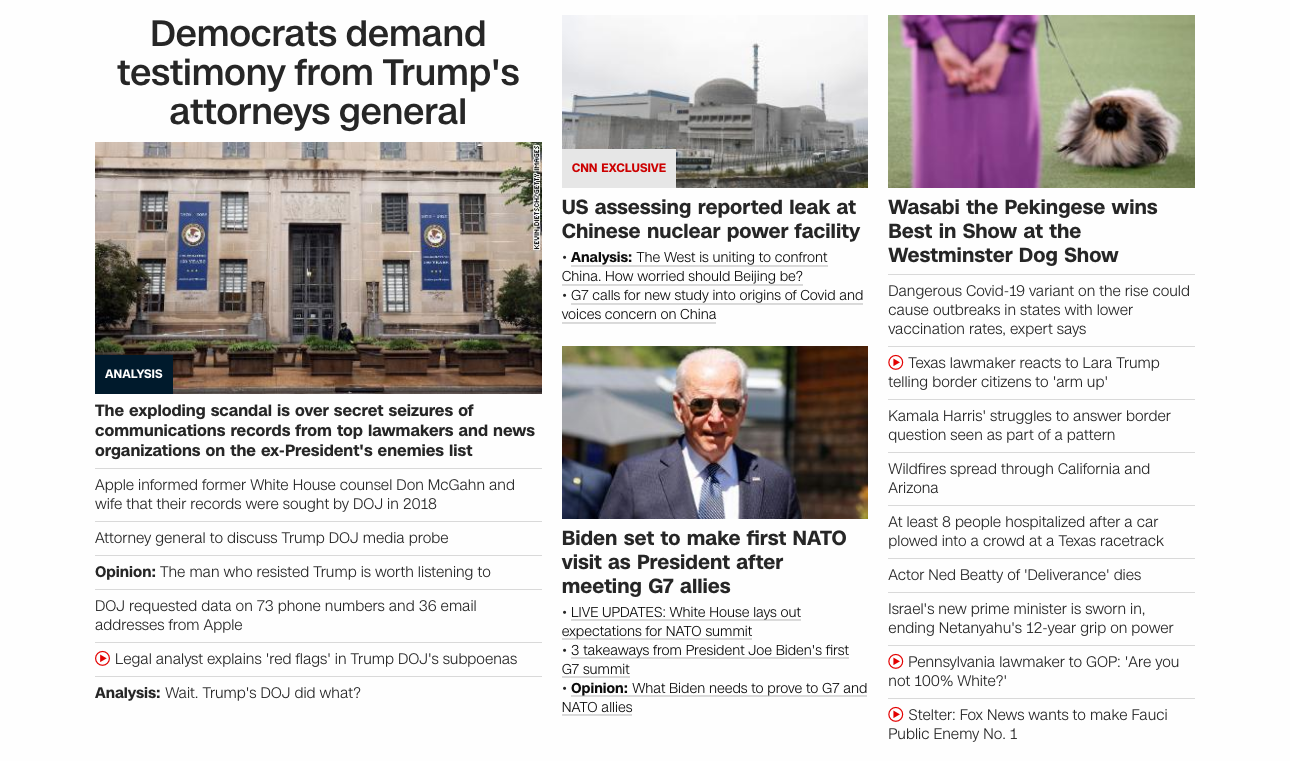 Democrats demand
testimony from Trump's
attorneys general
KEVIN DIETSCH/GETTY IMAGES
ANALYSIS
The exploding scandal is over secret seizures of
communications records from top lawmakers and news
organizations on the ex-President's enemies list
Apple informed former White House counsel Don McGahn and
wife that their records were sought by DOJ in 2018
Attorney general to discuss Trump DOJ media probe
Opinion: The man who resisted Trump is worth listening to
DOJ requested data on 73 phone numbers and 36 email
addresses from Apple
Legal analyst explains 'red flags' in Trump DOJ's subpoenas
Analysis: Wait. Trump's DOJ did what?
CNN EXCLUSIVE
US assessing reported leak at
Chinese nuclear power facility
• Analysis: The West is uniting to confront
China. How worried should Beijing be?
• G7 calls for new study into origins of Covid and
voices concern on China
Biden set to make first NATO
visit as President after
meeting G7 allies
• LIVE UPDATES: White House lays out
expectations for NATO summit
• 3 takeaways from President Joe Biden's first
G7 summit
• Opinion: What Biden needs to prove to G7 and
NATO allies
Wasabi the Pekingese wins
Best in Show at the
Westminster Dog Show
Dangerous Covid-19 variant on the rise could
cause outbreaks in states with lower
vaccination rates, expert says
Texas lawmaker reacts to Lara Trump
telling border citizens to 'arm up'
Kamala Harris' struggles to answer border
question seen as part of a pattern
Wildfires spread through California and
Arizona
At least 8 people hospitalized after a car
plowed into a crowd at a Texas racetrack
Actor Ned Beatty of 'Deliverance' dies
Israel's new prime minister is sworn in,
ending Netanyahu's 12-year grip on power
Pennsylvania lawmaker to GOP: 'Are you
not 100% White?'
Stelter: Fox News wants to make Fauci
Public Enemy No. 1